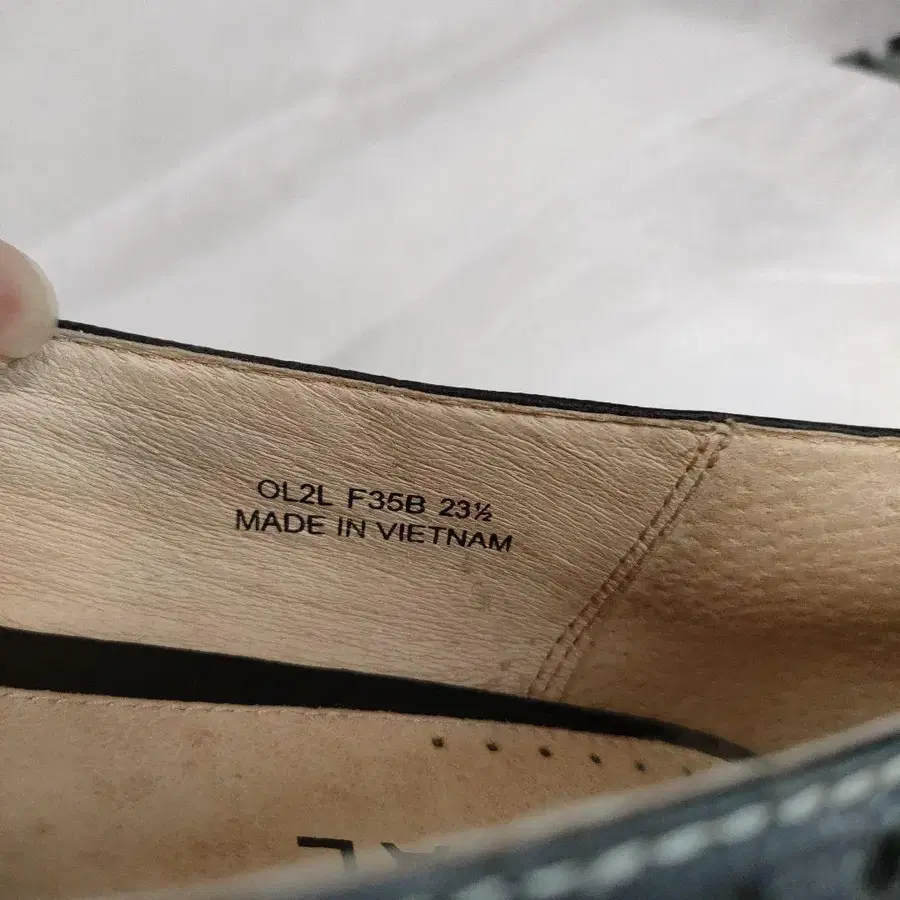 OL2L F35B 23½
MADE IN VIETNAM